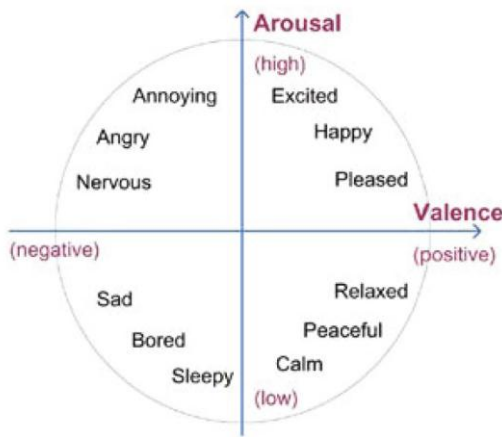 Arousal
(high)
Annoying
Excited
Angry
Happy
Nervous
Pleased
Valence
(negative)
(positive)
Sad
Relaxed
Bored
Peaceful
Sleepy
Calm
(low)